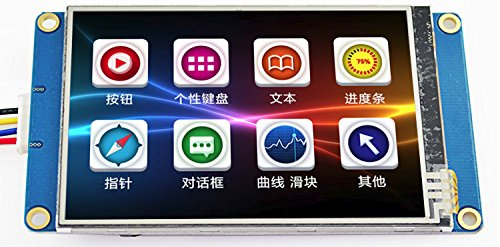 76%
按钮 个性键盘 文本 进度条
指针 对话框 曲线 滑块 其他